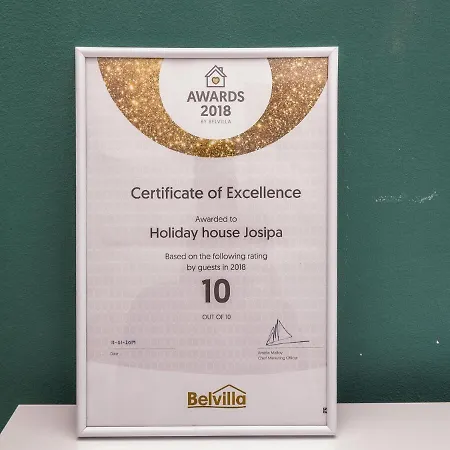 AWARDS
2018
BY BELVILLA
Certificate of Excellence
Awarded to
Holiday house Josipa
Based on the following rating
by guests in 2018
10
OUT OF 10
Date
Chief Marketing Officer
Belvilla